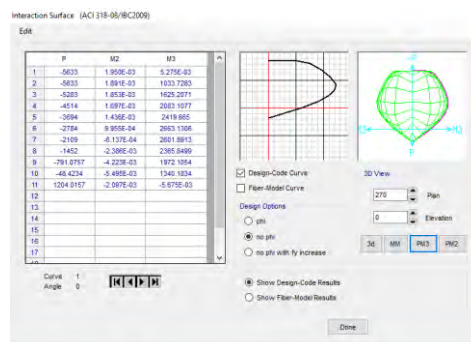 Interaction Surface (ACI 318-08/IBC2009)
Edit
P M2 M3
1 -5633 1.950E-03 5.275E-03
2 -5633 1.891E-03 1033.7283
3 -5283 1.853E-03 1625.2071
4 -4514 1.697E-03 2083.1077
5 -3694 1.436E-03 2419.665
6 -2784 9.955E-04 2663.1386
7 -2109 -6.137E-04 2601.8913
8 -1452 -2.386E-03 2365.8499
9 -791.0757 -4.223E-03 1972.1054
10 -46.4234 -5.495E-03 1340.1834
11 1204.0157 -2.097E-03 -5.675E-03
12
13
14
15
16
17
Curve 1
Angle 0
Design-Code Curve
Fiber-Model Curve
Design Options
phi
no phi
no phi with fy increase
P
3D View
270 Plan
0 Elevation
3d MM PM3 PM2
Show Design-Code Results
Show Fiber-Model Results
Done